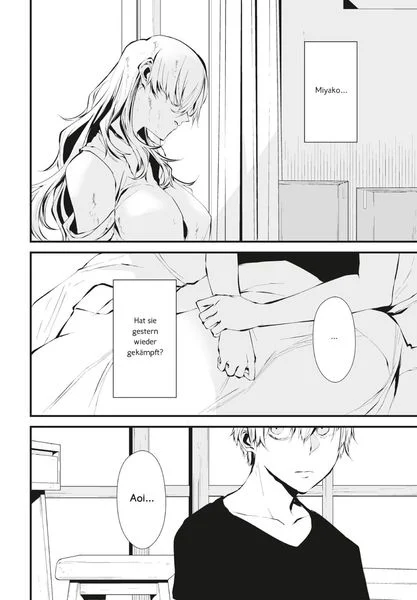 Miyako...
...
Hat sie
gestern
wieder
gekämpft?
Aoi...